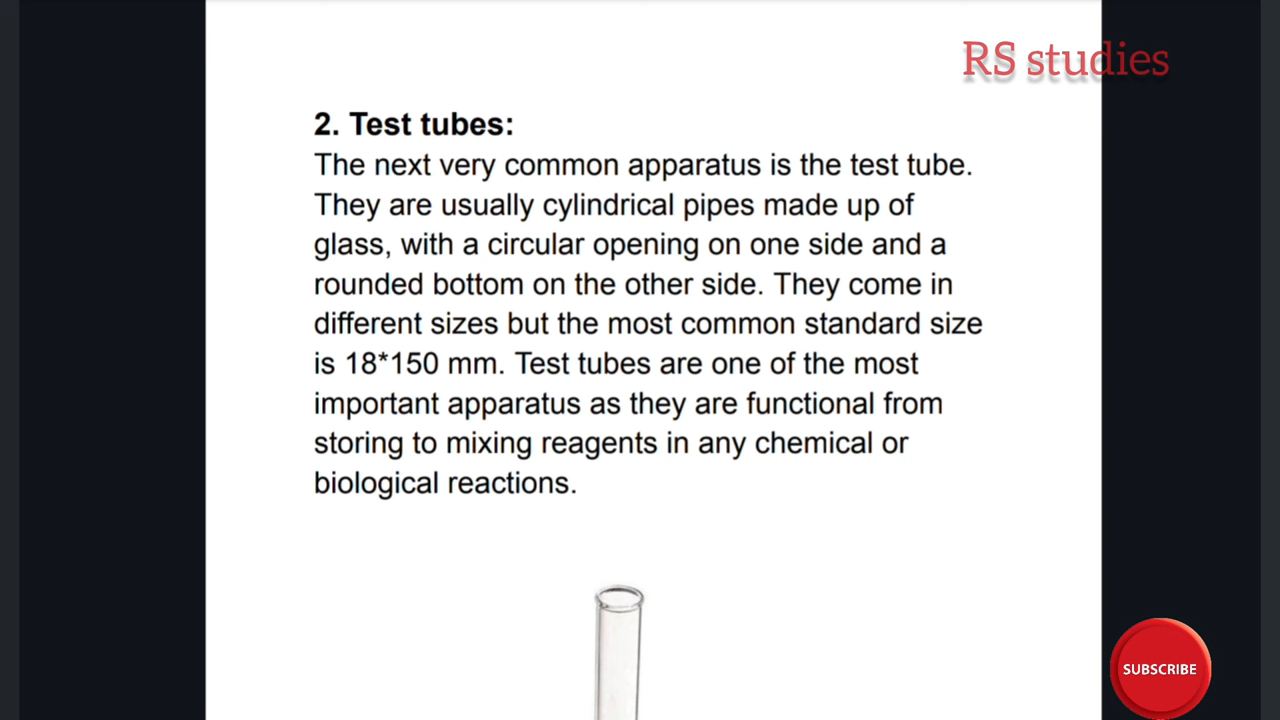 RS studies
2. Test tubes:
The next very common apparatus is the test tube.
They are usually cylindrical pipes made up of
glass, with a circular opening on one side and a
rounded bottom on the other side. They come in
different sizes but the most common standard size
is 18*150 mm. Test tubes are one of the most
important apparatus as they are functional from
storing to mixing reagents in any chemical or
biological reactions.
SUBSCRIBE